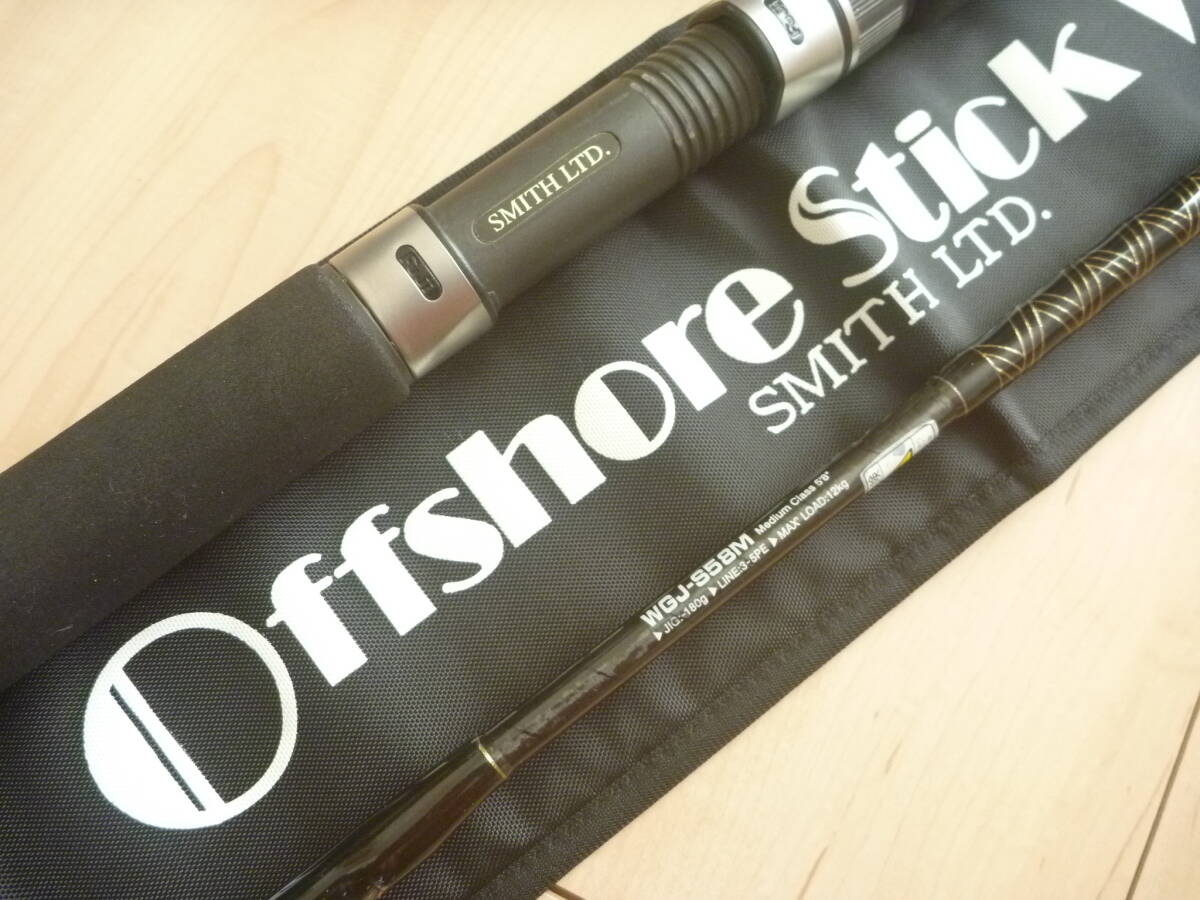 SMITH LTD.
Offshore Stick
SMITH LTD.
WGJ-S58M Medium Class 5'8"
▶JIG:~180g ▶LINE:3-5PE ▶MAX LOAD:12kg